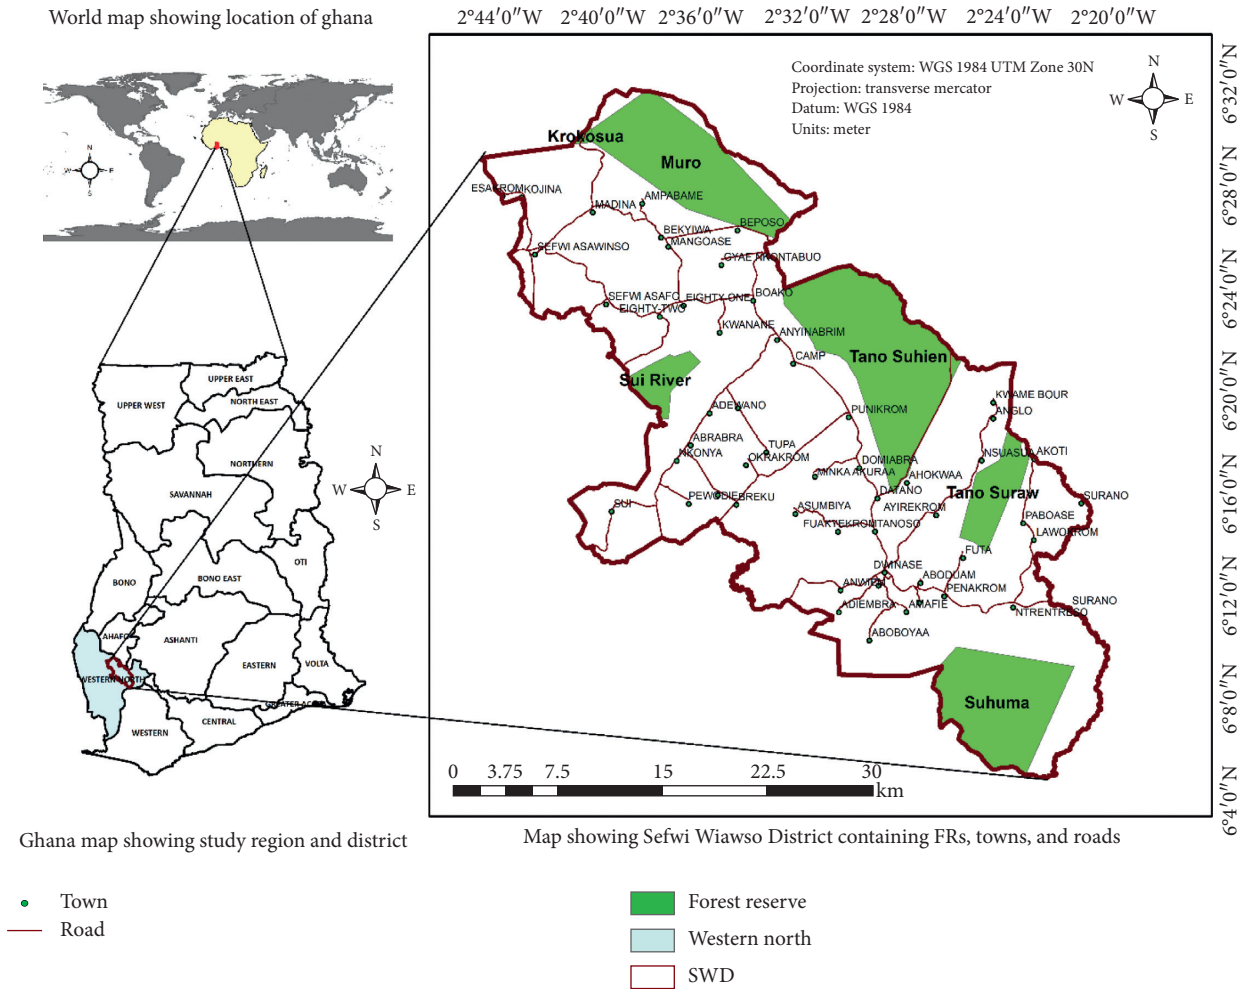 World map showing location of ghana
N
W E
S
2°44′0″W 2°40′0″W 2°36′0″W 2°32′0″W 2°28′0″W 2°24′0″W 2°20′0″W
Coordinate system: WGS 1984 UTM Zone 30N
Projection: transverse mercator
Datum: WGS 1984
Units: meter
N
W E
S
6°32′0″N
6°28′0″N
6°24′0″N
6°20′0″N
6°16′0″N
6°12′0″N
6°8′0″N
6°4′0″N
Krokosua
Muro
ESAKROM KOJINA
MADINA
AMPABAME
BEKYIWA
BEPOSO
MANGOASE
SEFWI ASAWINSO
GYAE NKONTABUO
SEFWI ASAFO
EIGHTY-ONE
BOAKO
EIGHTY-TWO
KWANANE
ANYINABRIM
CAMP
Tano Suhien
Sui River
KWAME BOUR
ADEWANO
PUNIKROM
ANGLO
ABRABRA
TUPA
NKONYA
OKRAKROM
DOMIABRA
NSUASUA
AKOTI
MINKA AKURAA
AHOKWAA
PEWODIE
BREKU
DATANO
Tano Suraw
SURANO
SUI
ASUMBIYA
AYIREKROM
PABOASE
FUAKYEKROM
TANOSO
LAWOKROM
FUTA
DWINASE
ANWIEM
ABODUAM
PENAKROM
SURANO
ADIEMBRA
AMAFIE
NTRENTRESO
ABOBOYAA
Suhuma
0 3.75 7.5 15 22.5 30
km
UPPER EAST
UPPER WEST
NORTH EAST
NORTHERN
N
W E
S
SAVANNAH
OTI
BONO
BONO EAST
AHAFO
ASHANTI
EASTERN
VOLTA
WESTERN NORTH
GREATER ACCRA
CENTRAL
WESTERN
Ghana map showing study region and district
Map showing Sefwi Wiawso District containing FRs, towns, and roads
Town
Road
Forest reserve
Western north
SWD